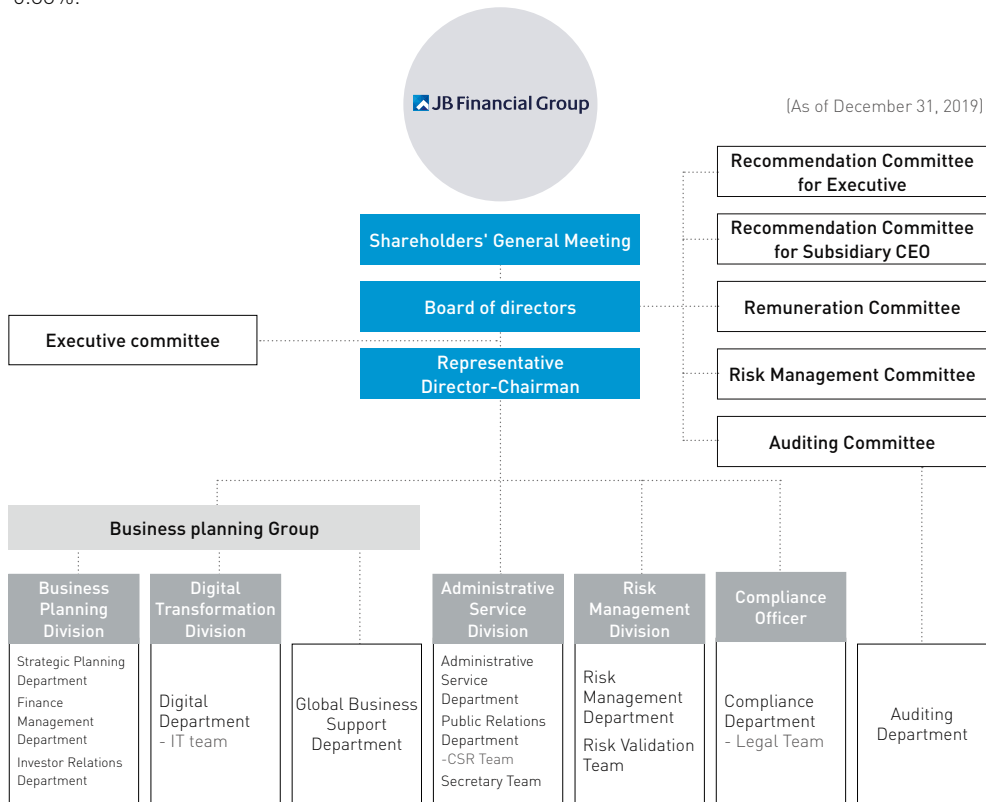 0.00%.
JB Financial Group
(As of December 31, 2019)
Recommendation Committee
for Executive
Shareholders' General Meeting
Recommendation Committee
for Subsidiary CEO
Board of directors
Remuneration Committee
Executive committee
Representative
Director-Chairman
Risk Management Committee
Auditing Committee
Business planning Group
Business
Planning
Division
Digital
Transformation
Division
Administrative
Service
Division
Risk
Management
Division
Compliance
Officer
Strategic Planning
Department
Finance
Management
Department
Investor Relations
Department
Digital
Department
- IT team
Global Business
Support
Department
Administrative
Service
Department
Public Relations
Department
-CSR Team
Secretary Team
Risk
Management
Department
Risk Validation
Team
Compliance
Department
- Legal Team
Auditing
Department